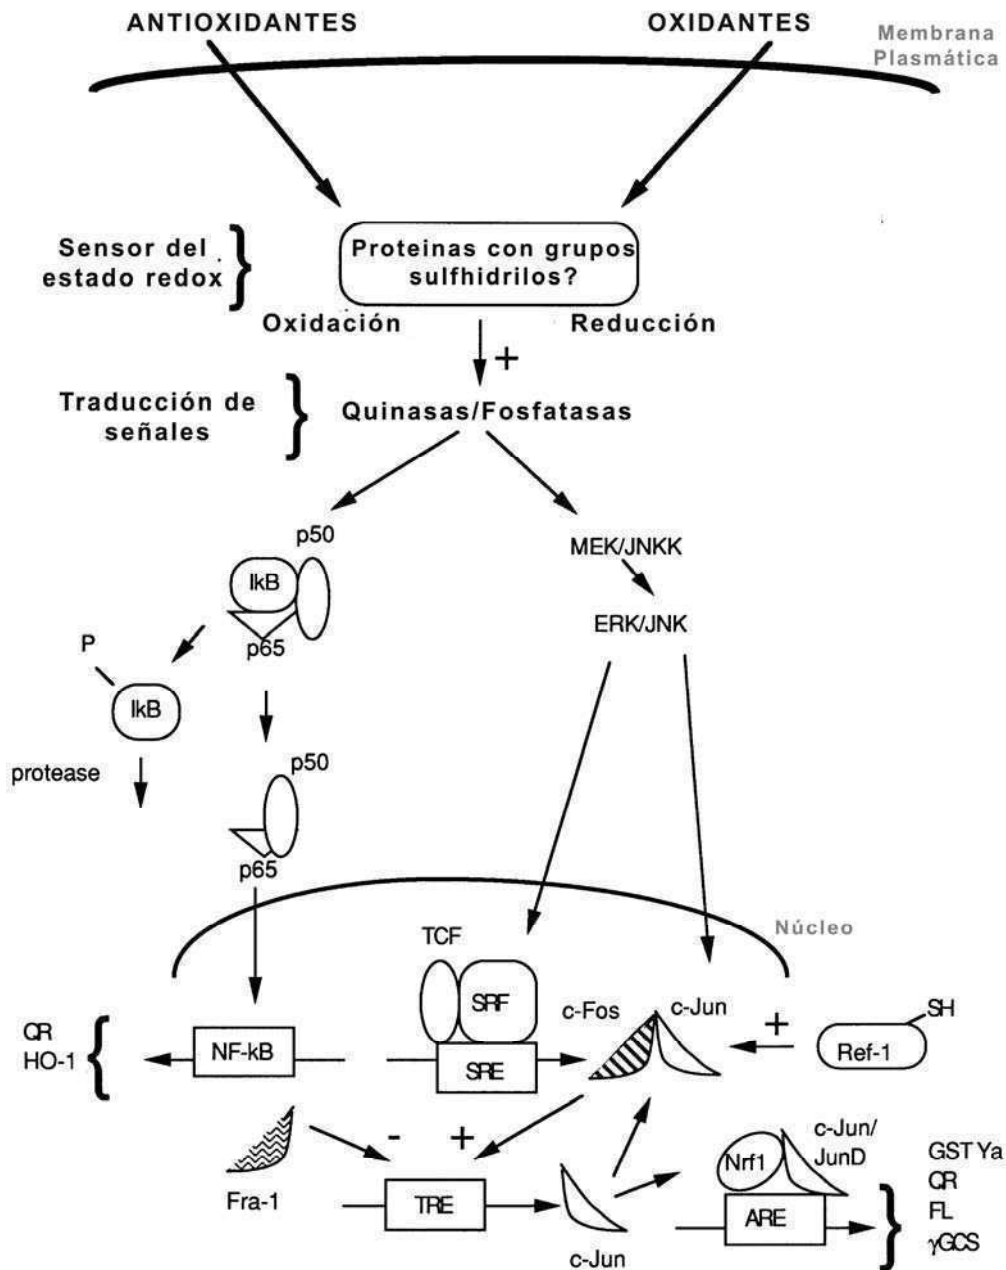 ANTIOXIDANTES
OXIDANTES
Membrana
Plasmática
Sensor del
estado redox
Proteinas con grupos
sulfhidrilos?
Oxidación
Reducción
+
Traducción de
señales
Quinasas/Fosfatasas
p50
IkB
p65
MEK/JNKK
ERK/JNK
P
IkB
protease
p50
p65
Núcleo
TCF
SRF
SRE
c-Fos
c-Jun
+
SH
Ref-1
QR
HO-1
NF-kB
-
+
Fra-1
TRE
c-Jun
Nrf1
c-Jun/
JunD
ARE
GST Ya
QR
FL
γGCS